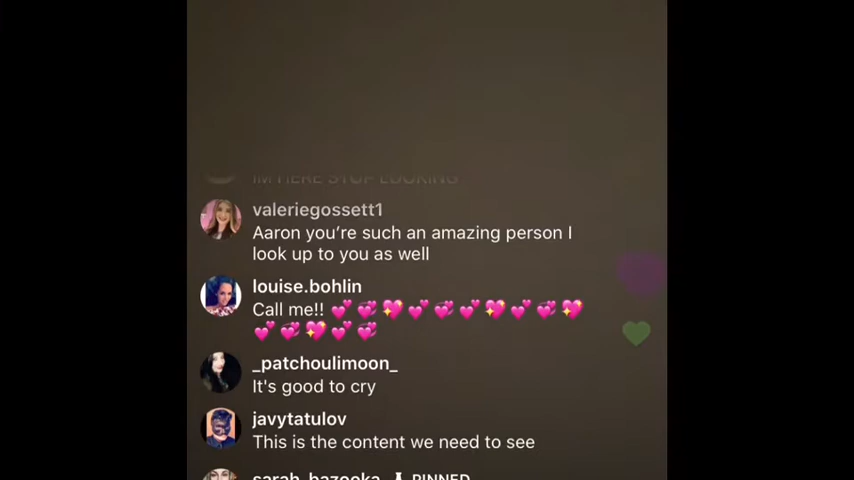 IM HERE STOP LOOKING
valeriegossett1
Aaron you’re such an amazing person I
look up to you as well
louise.bohlin
Call me!! 💕💞💖💕💞💕💖💕💞💖
💕💞💖💕💞
_patchoulimoon_
It's good to cry
javytatulov
This is the content we need to see
sarah_bazooka PINNED